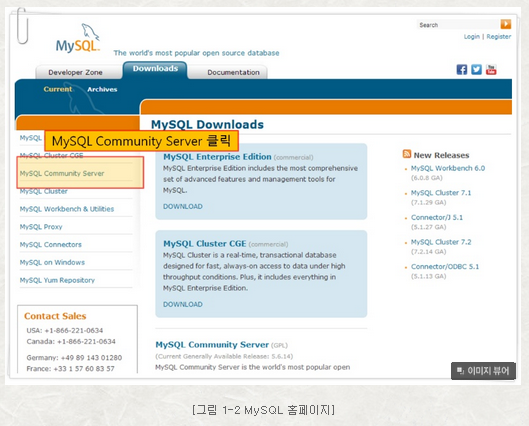 Search
Login | Register
MySQL
The world's most popular open source database
Developer Zone
Downloads
Documentation
Current
Archives
MySQL Downloads
MySQL
MySQL Community Server 클릭
MySQL Cluster CGE
MySQL Community Server
MySQL Cluster
MySQL Workbench & Utilities
MySQL Proxy
MySQL Connectors
MySQL on Windows
MySQL Yum Repository
Contact Sales
USA: +1-866-221-0634
Canada: +1-866-221-0634
Germany: +49 89 143 01280
France: +33 1 57 60 83 57
MySQL Enterprise Edition (commercial)
MySQL Enterprise Edition includes the most comprehensive
set of advanced features and management tools for
MySQL.
DOWNLOAD
MySQL Cluster CGE (commercial)
MySQL Cluster is a real-time, transactional database
designed for fast, always-on access to data under high
throughput conditions. Plus, it includes everything in
MySQL Enterprise Edition.
DOWNLOAD
MySQL Community Server (GPL)
(Current Generally Available Release: 5.6.14)
MySQL Community Server is the world's most popular open
New Releases
MySQL Workbench 6.0
(6.0.8 GA)
MySQL Cluster 7.1
(7.1.29 GA)
Connector/J 5.1
(5.1.27 GA)
MySQL Cluster 7.2
(7.2.14 GA)
Connector/ODBC 5.1
(5.1.13 GA)
이미지 뷰어
[그림 1-2 MySQL 홈페이지]